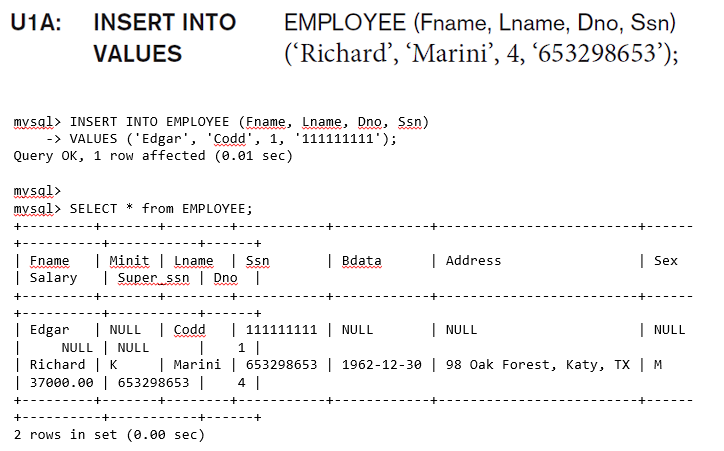 U1A: INSERT INTO EMPLOYEE (Fname, Lname, Dno, Ssn)
VALUES (‘Richard’, ‘Marini’, 4, ‘653298653’);
mysql> INSERT INTO EMPLOYEE (Fname, Lname, Dno, Ssn)
    -> VALUES ('Edgar', 'Codd', 1, '111111111');
Query OK, 1 row affected (0.01 sec)
mysql>
mysql> SELECT * from EMPLOYEE;
+---------+-------+--------+-----------+------------+--------------------------+------
+----------+-----------+------+
| Fname   | Minit | Lname  | Ssn       | Bdata      | Address                  | Sex
| Salary   | Super_ssn | Dno  |
+---------+-------+--------+-----------+------------+--------------------------+------
+----------+-----------+------+
| Edgar   | NULL  | Codd   | 111111111 | NULL       | NULL                     | NULL
|     NULL | NULL      |    1 |
| Richard | K     | Marini | 653298653 | 1962-12-30 | 98 Oak Forest, Katy, TX | M
| 37000.00 | 653298653 |    4 |
+---------+-------+--------+-----------+------------+--------------------------+------
+----------+-----------+------+
2 rows in set (0.00 sec)